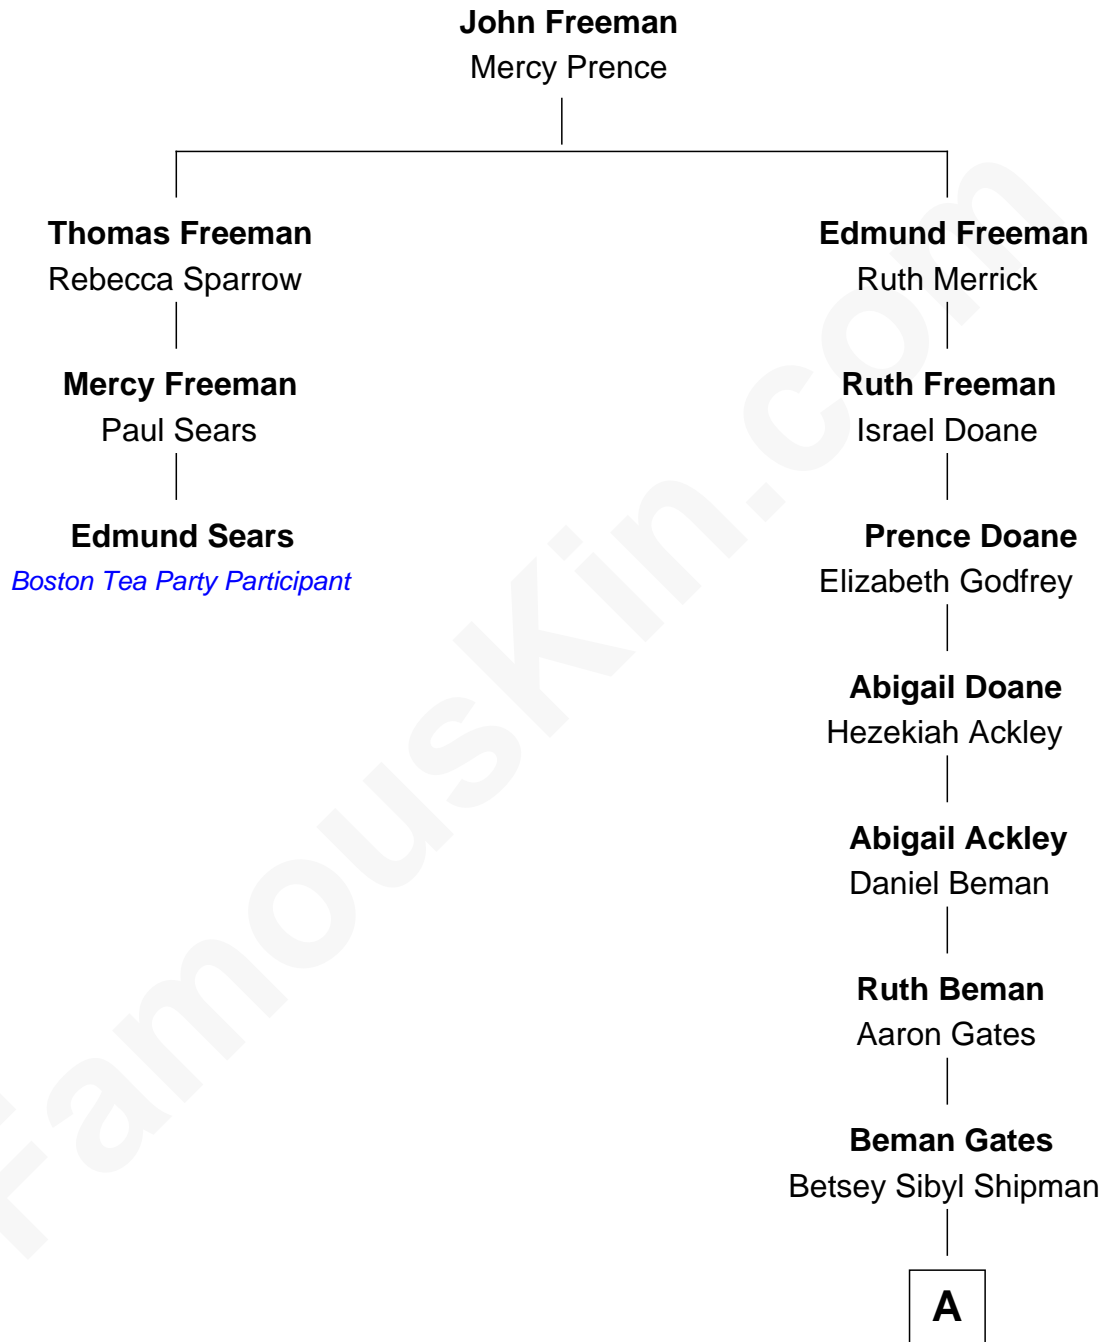 John Freeman
Mercy Prence
Thomas Freeman
Rebecca Sparrow
Edmund Freeman
Ruth Merrick
Mercy Freeman
Paul Sears
Ruth Freeman
Israel Doane
Edmund Sears
Boston Tea Party Participant
Prence Doane
Elizabeth Godfrey
Abigail Doane
Hezekiah Ackley
Abigail Ackley
Daniel Beman
Ruth Beman
Aaron Gates
Beman Gates
Betsey Sibyl Shipman
A
FamousKin.com